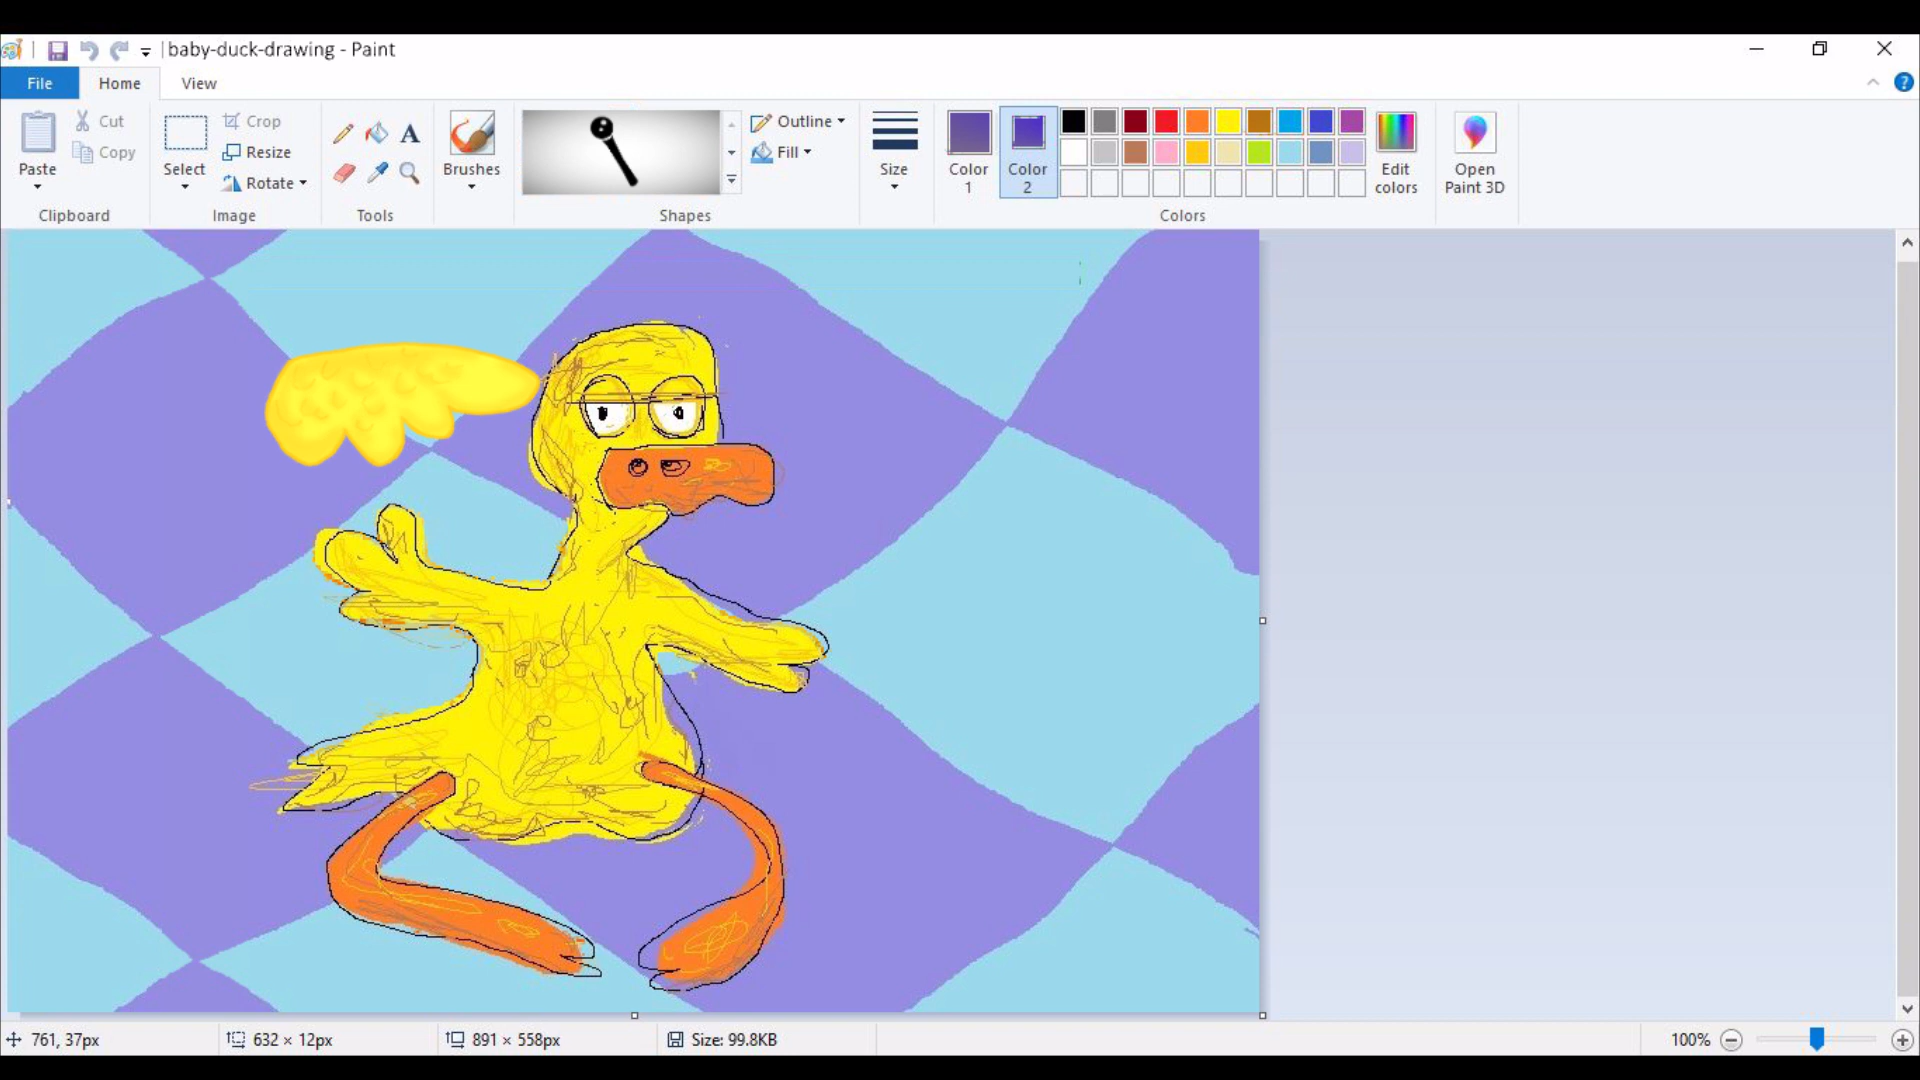 baby-duck-drawing - Paint
File Home View
Paste
Cut
Copy
Clipboard
Select
Crop
Resize
Rotate
Image
A
Tools
Brushes
Outline
Fill
Shapes
Size
Color 1
Color 2
Edit colors
Colors
Open Paint 3D
761, 37px
632 × 12px
891 × 558px
Size: 99.8KB
100%